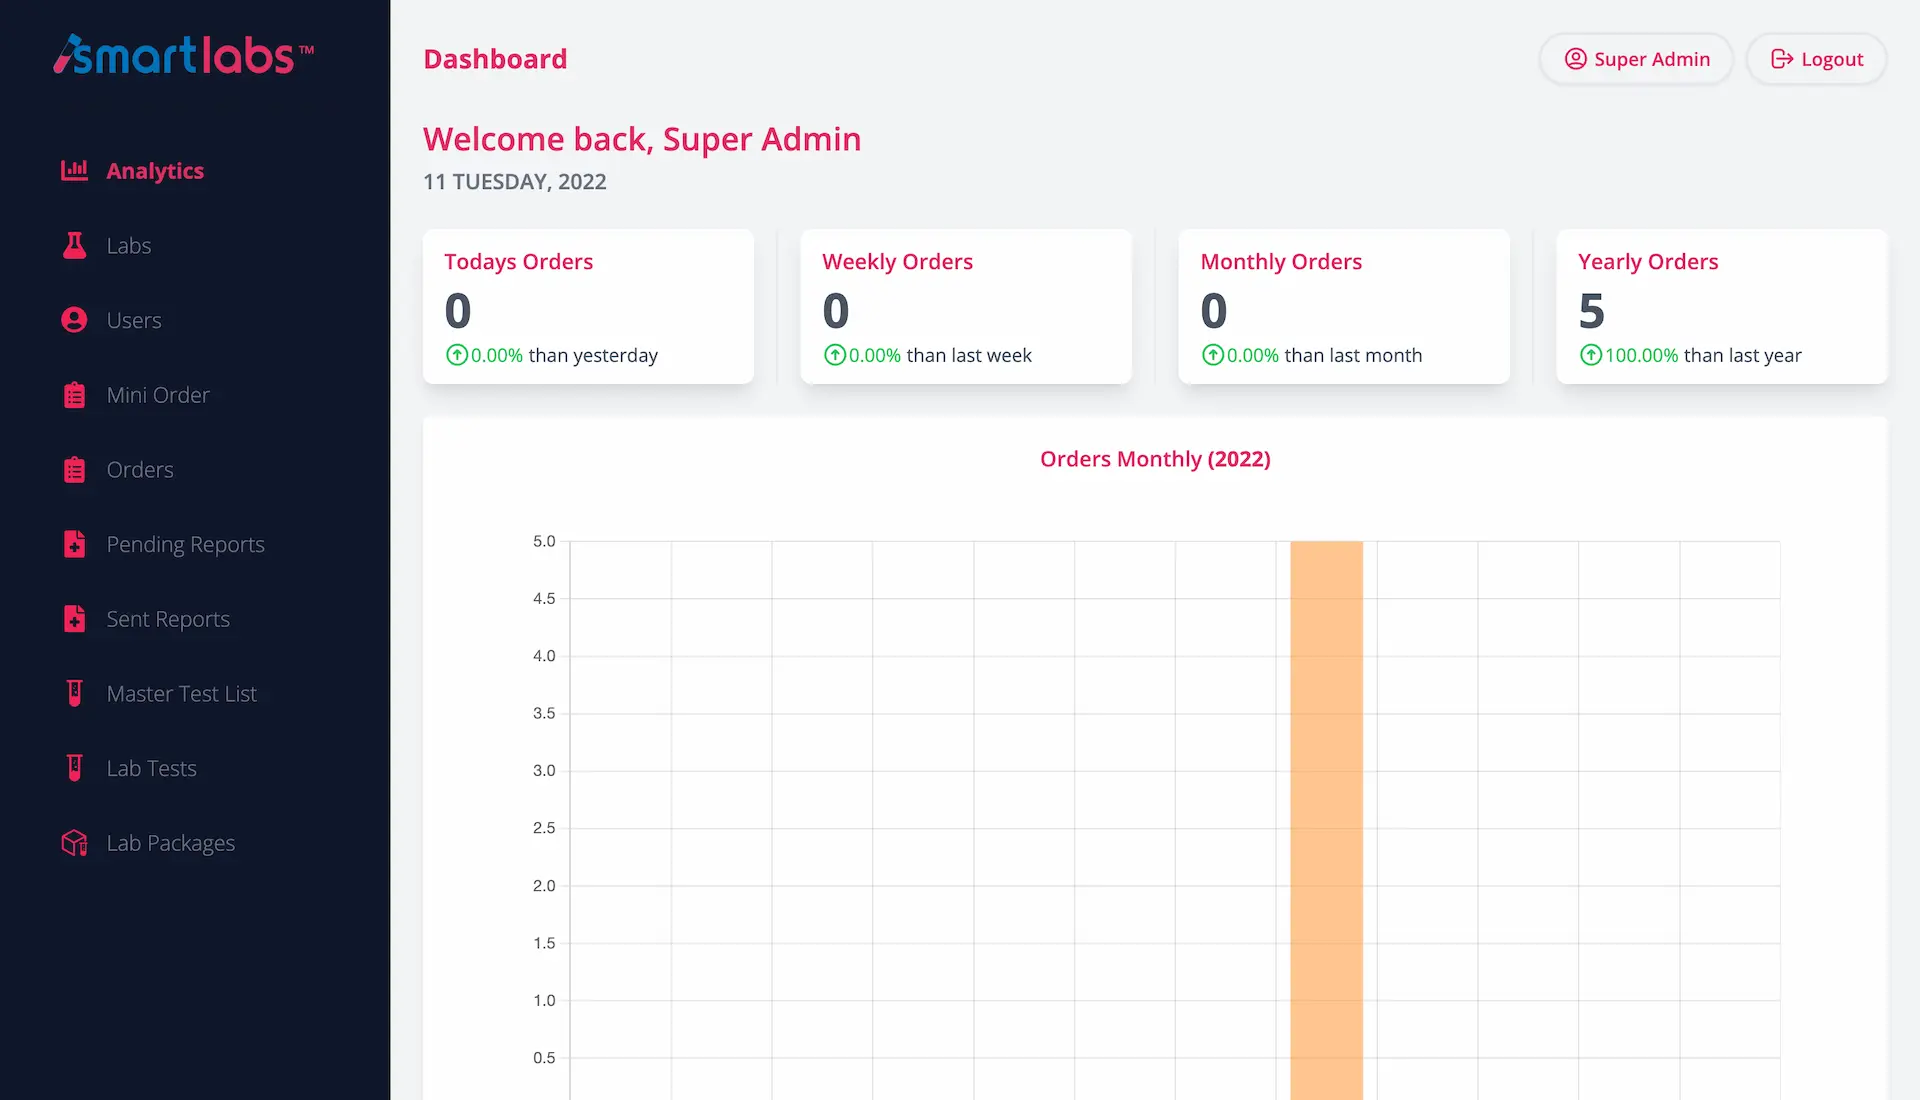 smartlabs™
Analytics
Labs
Users
Mini Order
Orders
Pending Reports
Sent Reports
Master Test List
Lab Tests
Lab Packages
Dashboard
Super Admin
Logout
Welcome back, Super Admin
11 TUESDAY, 2022
Todays Orders
0
0.00% than yesterday
Weekly Orders
0
0.00% than last week
Monthly Orders
0
0.00% than last month
Yearly Orders
5
100.00% than last year
Orders Monthly (2022)
5.0
4.5
4.0
3.5
3.0
2.5
2.0
1.5
1.0
0.5